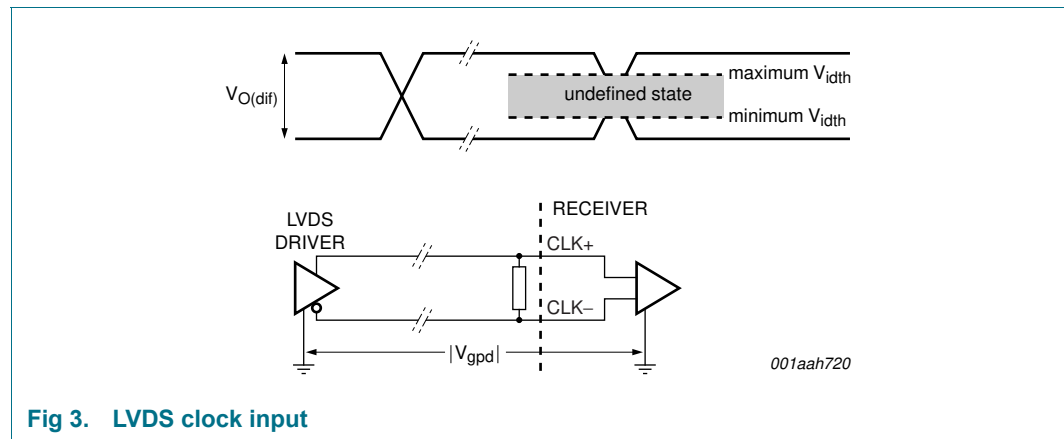 V_O(dif)
maximum V_idth
undefined state
minimum V_idth
LVDS
DRIVER
RECEIVER
CLK+
CLK−
|V_gpd|
001aah720
Fig 3. LVDS clock input